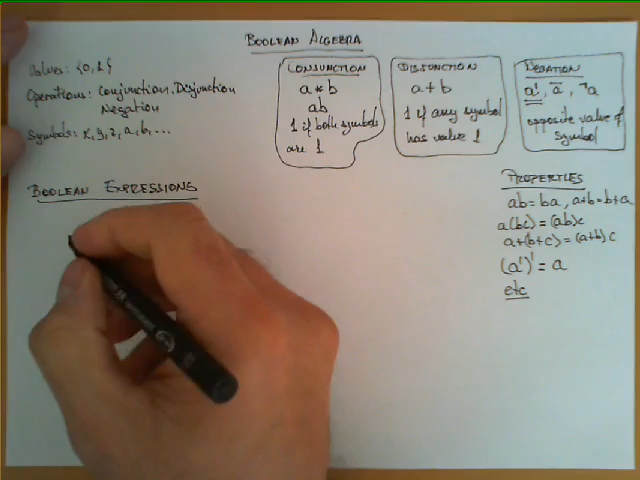 BOOLEAN ALGEBRA
Values: {0,1}
Operations: Conjunction, Disjunction
Negation
Symbols: x, y, z, a, b, ...
CONJUNCTION
a * b
ab
1 if both symbols
are 1
DISJUNCTION
a + b
1 if any symbol
has value 1
NEGATION
a', a̅, ¬a
opposite value of
symbol
BOOLEAN EXPRESSIONS
PROPERTIES
ab = ba, a+b = b+a
a(bc) = (ab)c
a+(b+c) = (a+b)c
(a')' = a
etc